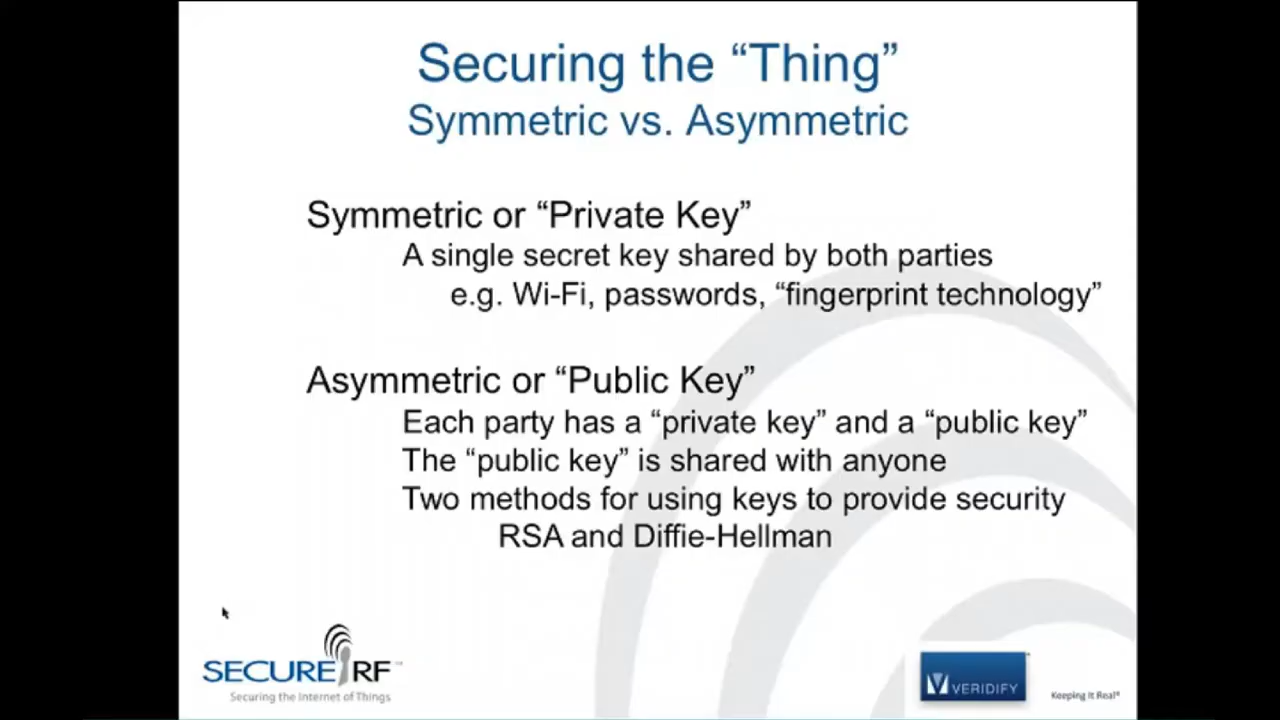 Securing the “Thing”
Symmetric vs. Asymmetric
Symmetric or “Private Key”
A single secret key shared by both parties
e.g. Wi-Fi, passwords, “fingerprint technology”
Asymmetric or “Public Key”
Each party has a “private key” and a “public key”
The “public key” is shared with anyone
Two methods for using keys to provide security
RSA and Diffie-Hellman
SECURERF™
Securing the Internet of Things
VERIDIFY
Keeping It Real®